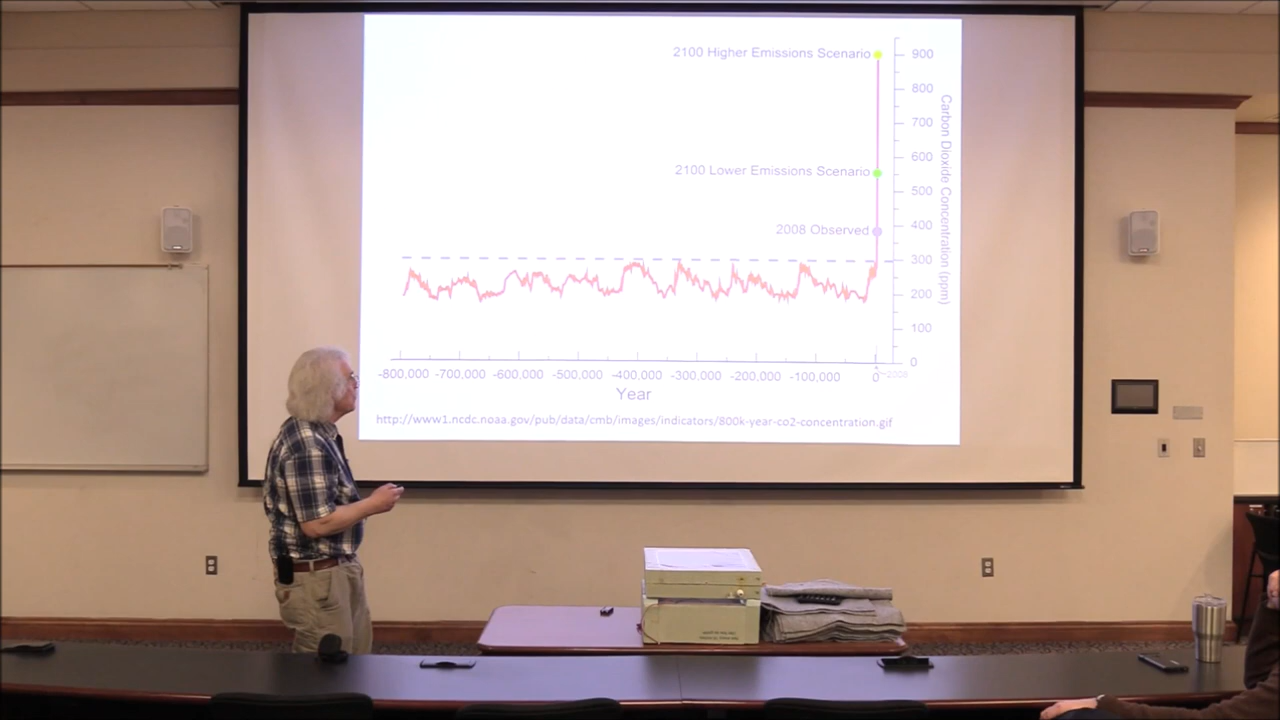 2100 Higher Emissions Scenario
900
800
700
600
2100 Lower Emissions Scenario
500
400
2008 Observed
300
200
100
0
Carbon Dioxide Concentration (ppm)
-800,000 -700,000 -600,000 -500,000 -400,000 -300,000 -200,000 -100,000 0
Year
http://www1.ncdc.noaa.gov/pub/data/cmb/images/indicators/800k-year-co2-concentration.gif